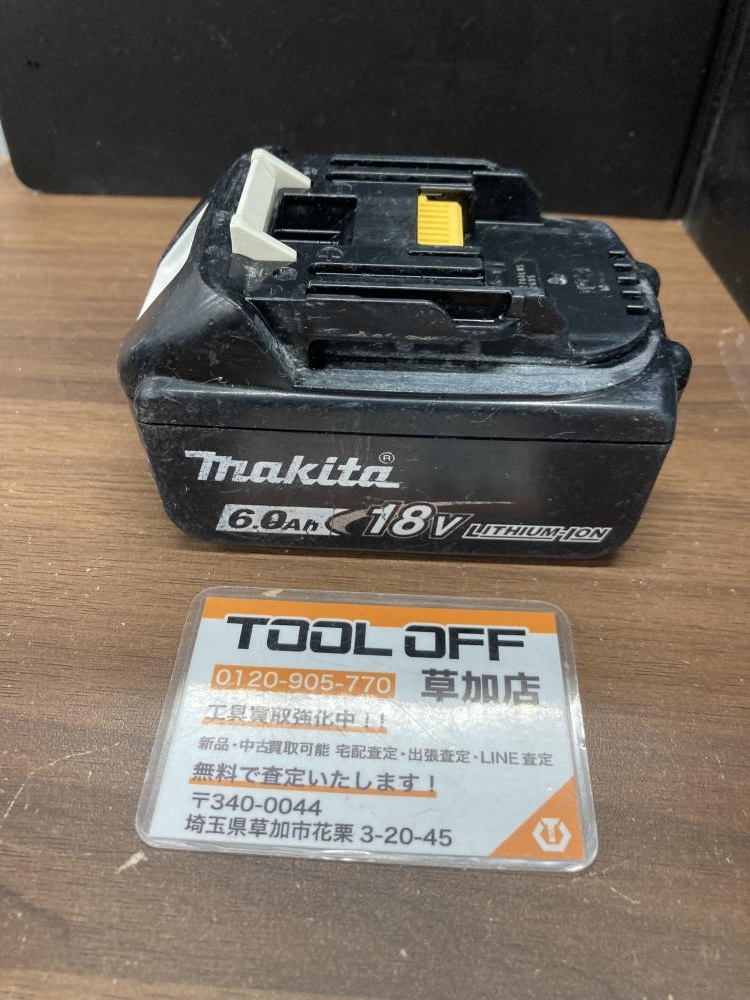 makita®
6.0Ah 18V LITHIUM-ION
TOOL OFF
0120-905-770 草加店
工具買取強化中!!
新品・中古買取可能 宅配査定・出張査定・LINE査定
無料で査定いたします!
〒340-0044
埼玉県草加市花栗3-20-45